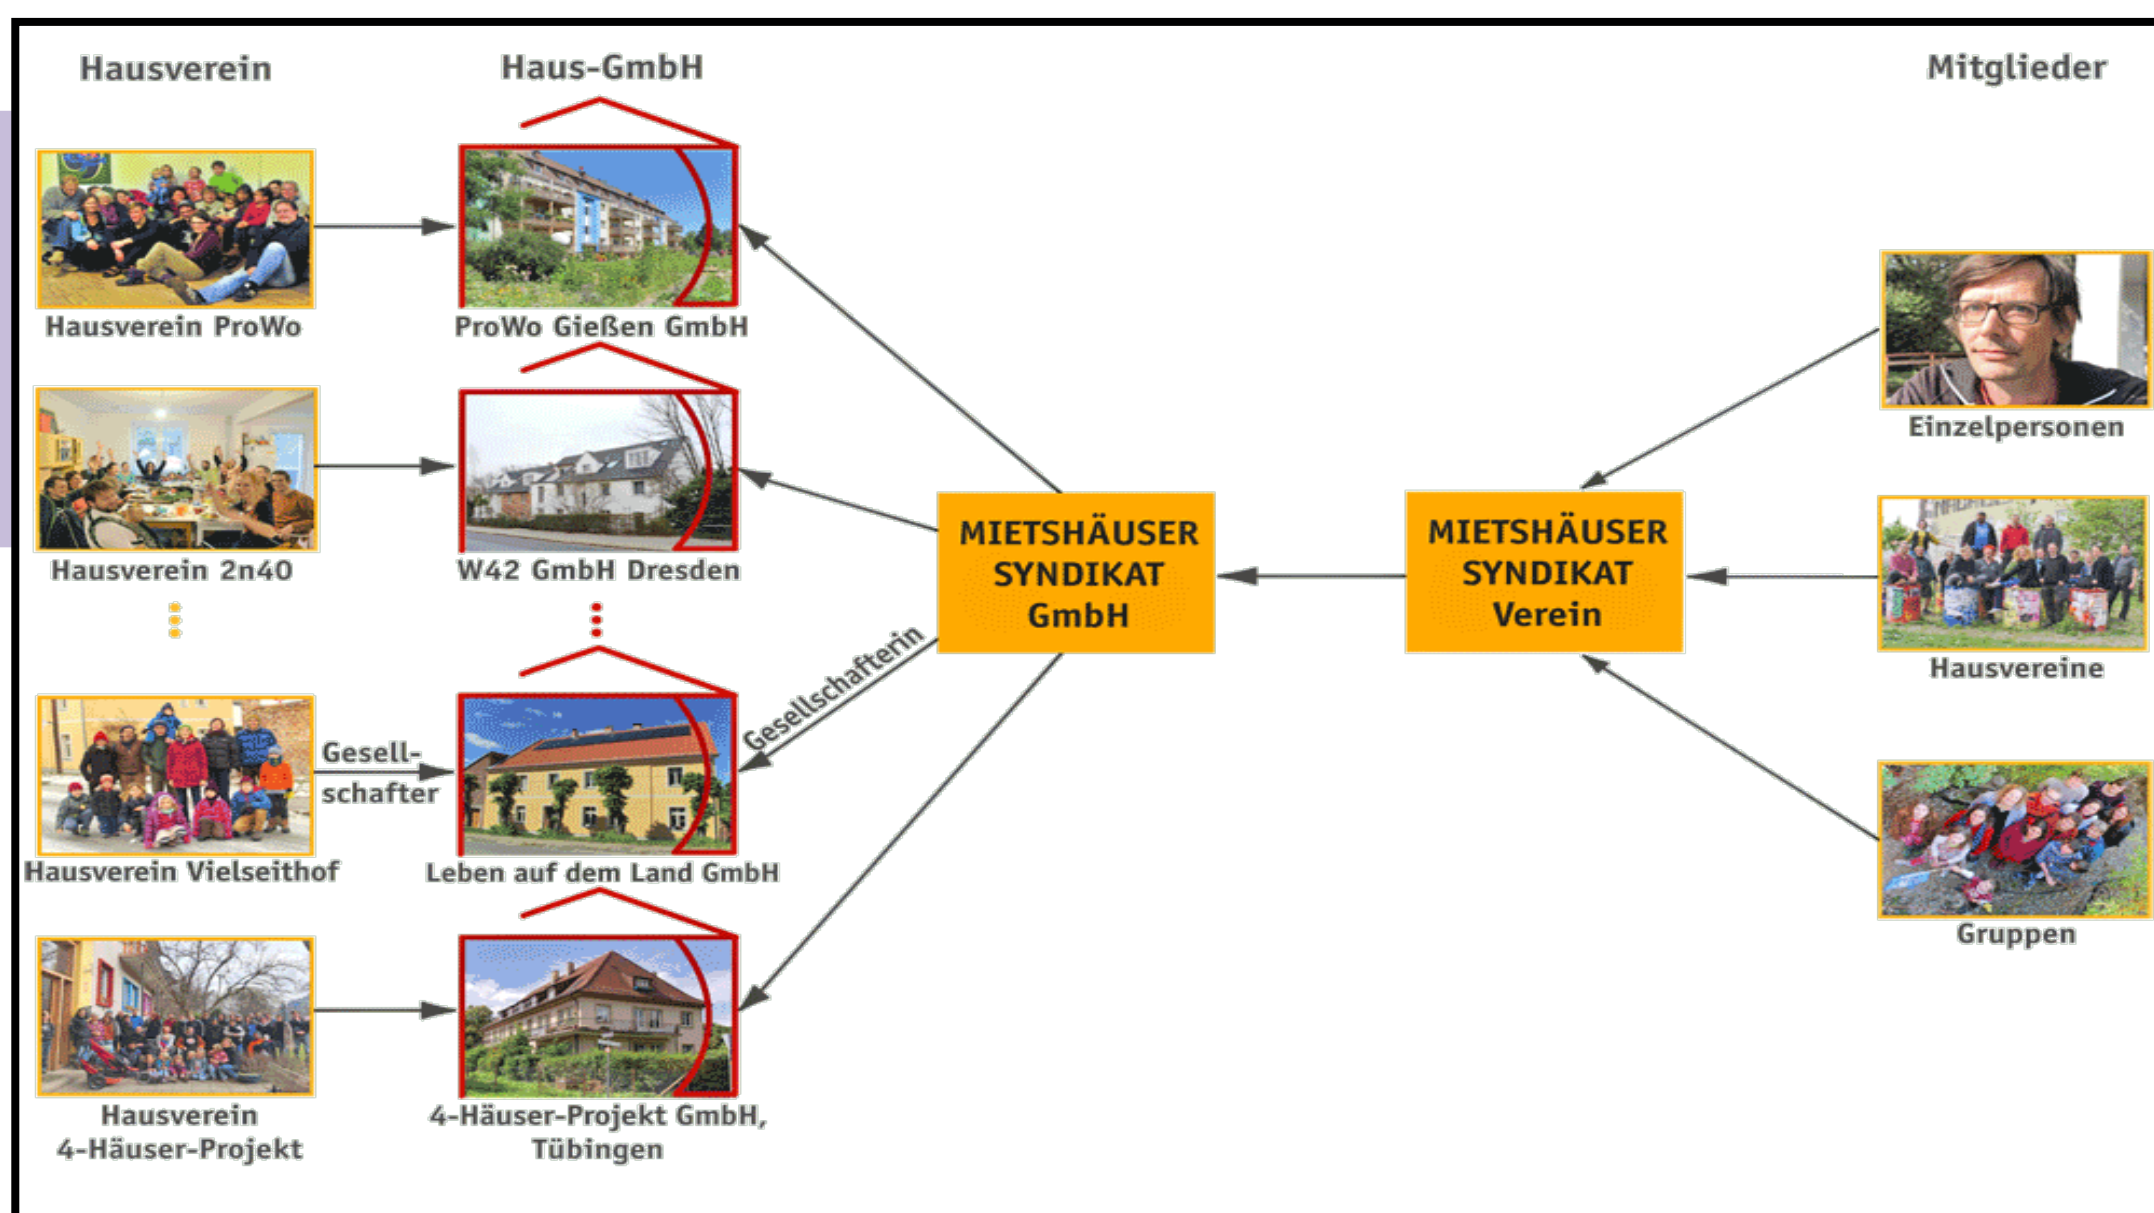 Hausverein
Haus-GmbH
Mitglieder
Hausverein ProWo
ProWo Gießen GmbH
Einzelpersonen
Hausverein 2n40
W42 GmbH Dresden
MIETSHÄUSER
SYNDIKAT
GmbH
MIETSHÄUSER
SYNDIKAT
Verein
Hausvereine
Gesell-
schafter
Gesellschafterin
Hausverein Vielseithof
Leben auf dem Land GmbH
Gruppen
Hausverein
4-Häuser-Projekt
4-Häuser-Projekt GmbH,
Tübingen